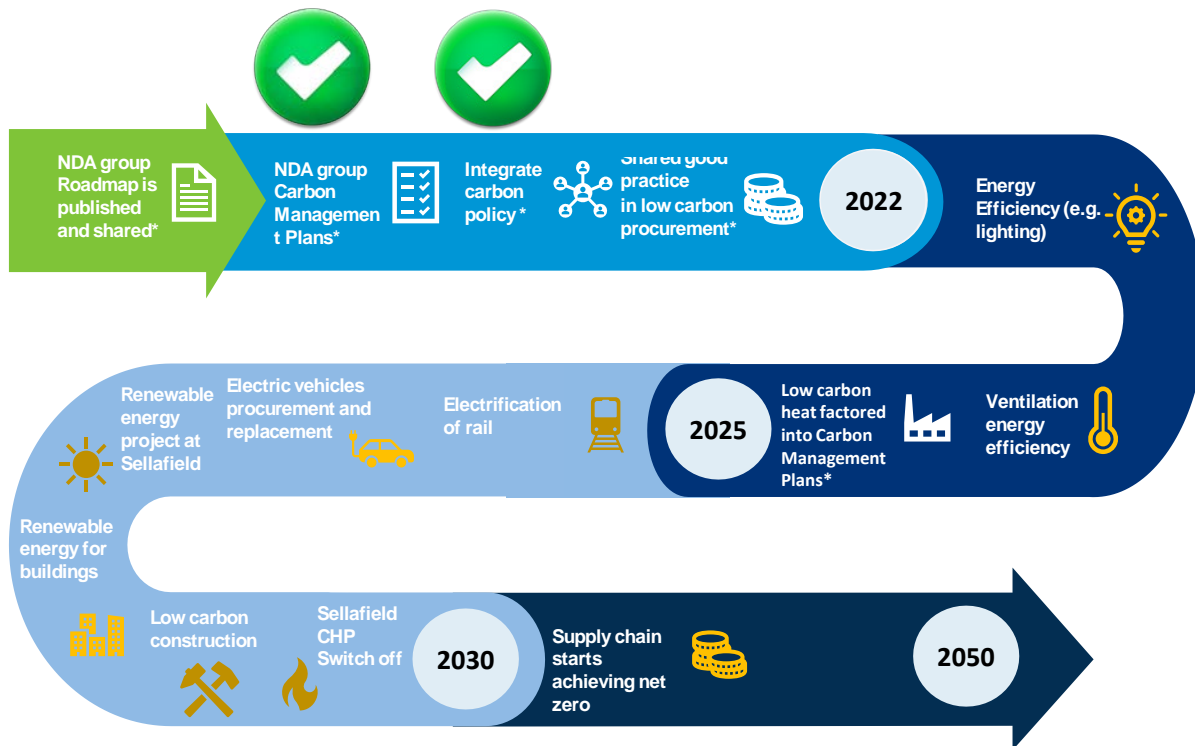 NDA group
Roadmap is
published
and shared*
NDA group
Carbon
Managemen
t Plans*
Integrate
carbon
policy *
Shared good
practice
in low carbon
procurement*
2022
Energy
Efficiency (e.g.
lighting)
Ventilation
energy
efficiency
Low carbon
heat factored
into Carbon
Management
Plans*
2025
Electrification
of rail
Electric vehicles
procurement and
replacement
Renewable
energy
project at
Sellafield
Renewable
energy for
buildings
Low carbon
construction
Sellafield
CHP
Switch off
2030
Supply chain
starts
achieving net
zero
2050